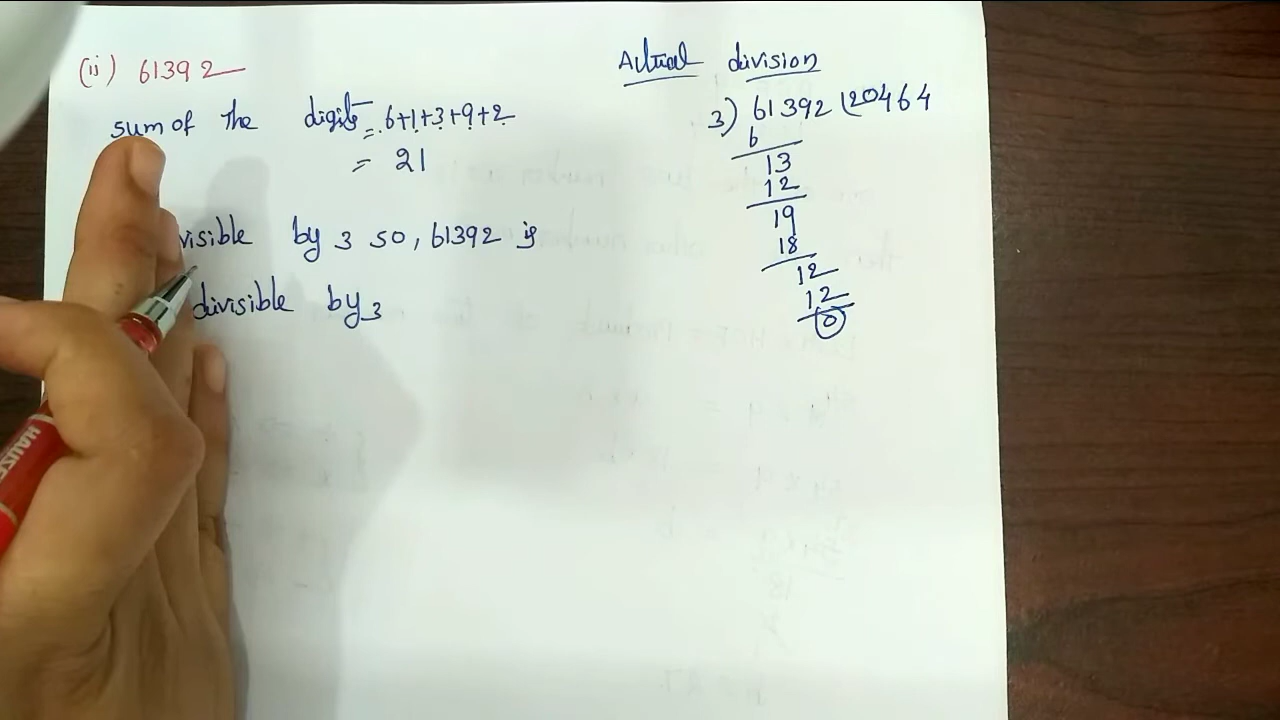 (ii) 61392
sum of the digits = 6+1+3+9+2
= 21
visible by 3 so, 61392 is
divisible by 3
Actual division
3) 61392 (20464
6
13
12
19
18
12
12
0